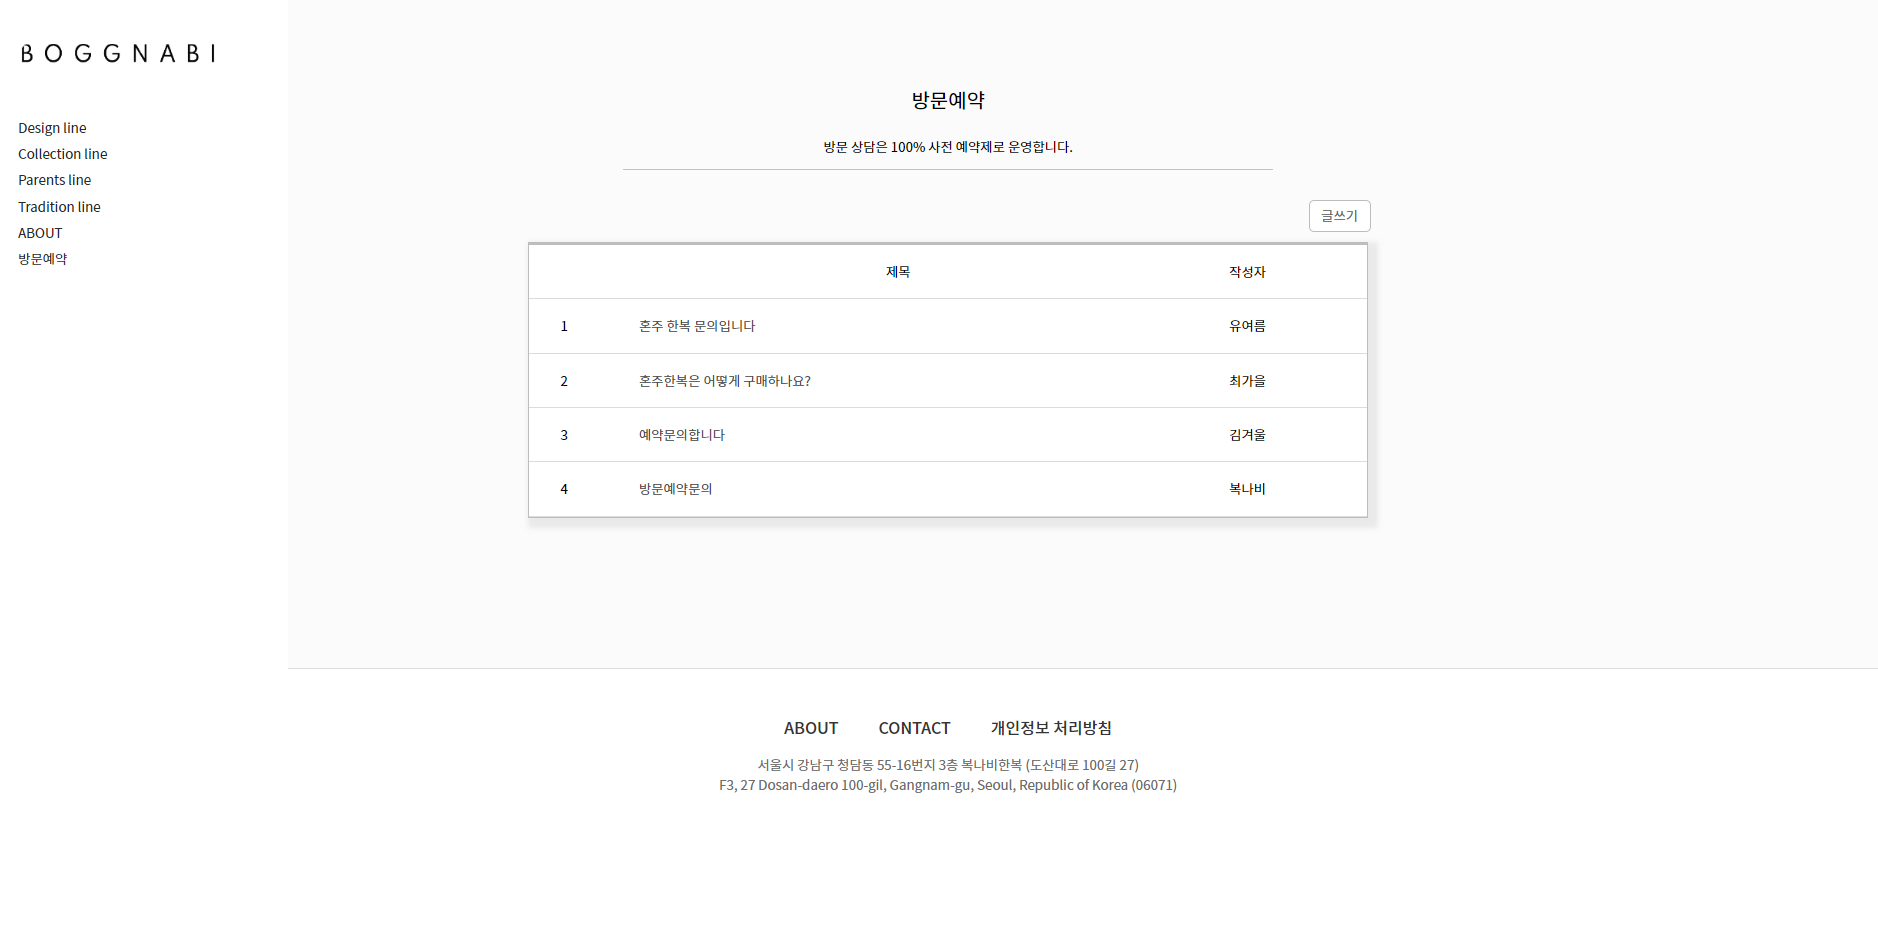 BOGGNABI
Design line
Collection line
Parents line
Tradition line
ABOUT
방문예약
방문예약
방문 상담은 100% 사전 예약제로 운영합니다.
글쓰기
제목 작성자
1 혼주 한복 문의입니다 유여름
2 혼주한복은 어떻게 구매하나요? 최가을
3 예약문의합니다 김겨울
4 방문예약문의 복나비
ABOUT CONTACT 개인정보 처리방침
서울시 강남구 청담동 55-16번지 3층 복나비한복 (도산대로 100길 27)
F3, 27 Dosan-daero 100-gil, Gangnam-gu, Seoul, Republic of Korea (06071)